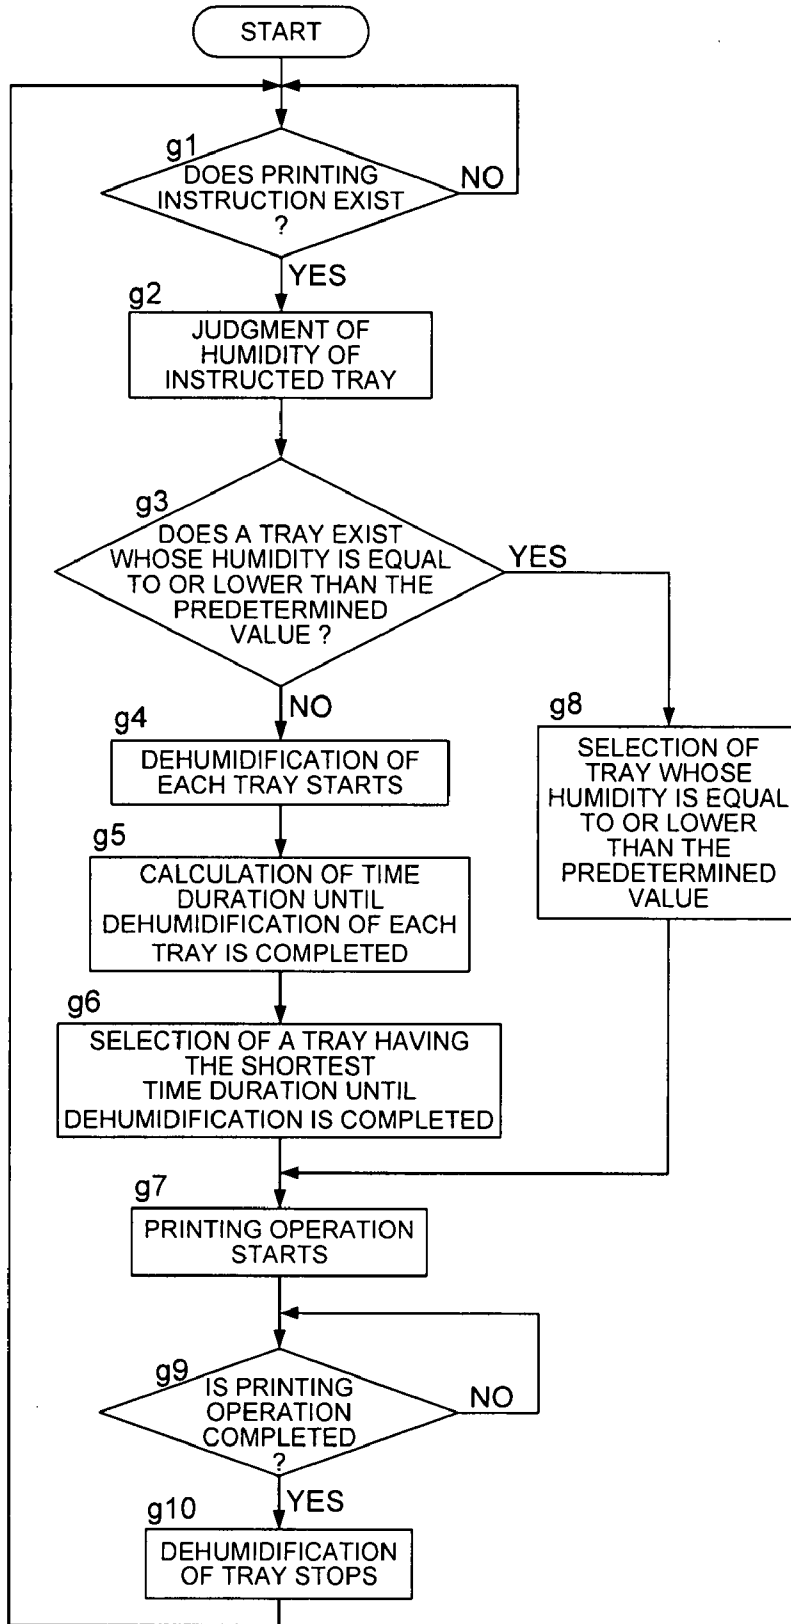 START
g1
DOES PRINTING
INSTRUCTION EXIST
?
NO
YES
g2
JUDGMENT OF
HUMIDITY OF
INSTRUCTED TRAY
g3
DOES A TRAY EXIST
WHOSE HUMIDITY IS EQUAL
TO OR LOWER THAN THE
PREDETERMINED
VALUE ?
YES
NO
g4
DEHUMIDIFICATION OF
EACH TRAY STARTS
g8
SELECTION OF
TRAY WHOSE
HUMIDITY IS EQUAL
TO OR LOWER
THAN THE
PREDETERMINED
VALUE
g5
CALCULATION OF TIME
DURATION UNTIL
DEHUMIDIFICATION OF EACH
TRAY IS COMPLETED
g6
SELECTION OF A TRAY HAVING
THE SHORTEST
TIME DURATION UNTIL
DEHUMIDIFICATION IS COMPLETED
g7
PRINTING OPERATION
STARTS
g9
IS PRINTING
OPERATION
COMPLETED
?
NO
YES
g10
DEHUMIDIFICATION
OF TRAY STOPS